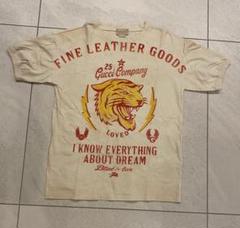 FINE LEATHER GOODS
25
Gucci Company
LOVED
I KNOW EVERYTHING
ABOUT DREAM